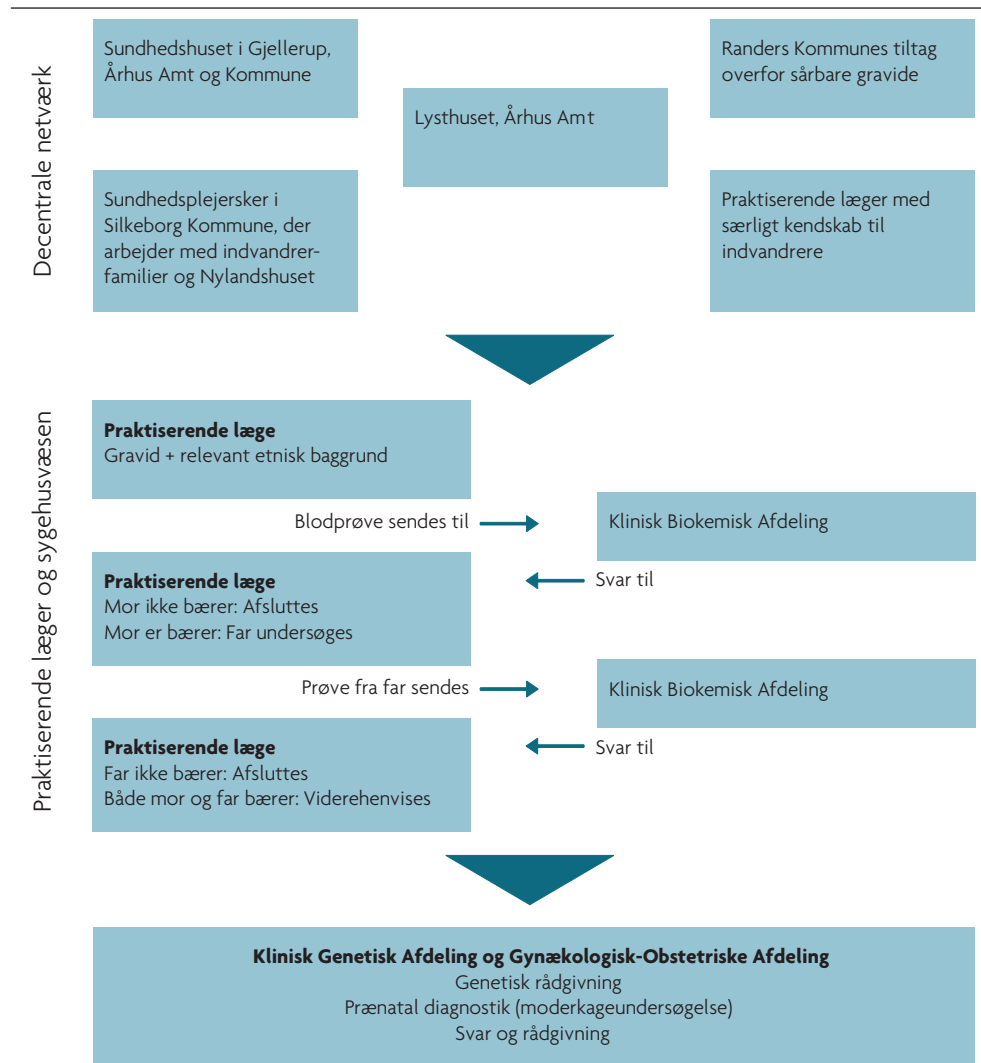 Decentrale netværk
Sundhedshuset i Gjellerup,
Århus Amt og Kommune
Lysthuset, Århus Amt
Randers Kommunes tiltag
overfor sårbare gravide
Sundhedsplejersker i
Silkeborg Kommune, der
arbejder med indvandrer-
familier og Nylandshuset
Praktiserende læger med
særligt kendskab til
indvandrere
Praktiserende læger og sygehusvæsen
Praktiserende læge
Gravid + relevant etnisk baggrund
Blodprøve sendes til
Klinisk Biokemisk Afdeling
Svar til
Praktiserende læge
Mor ikke bærer: Afsluttes
Mor er bærer: Far undersøges
Prøve fra far sendes
Klinisk Biokemisk Afdeling
Svar til
Praktiserende læge
Far ikke bærer: Afsluttes
Både mor og far bærer: Viderehenvises
Klinisk Genetisk Afdeling og Gynækologisk-Obstetriske Afdeling
Genetisk rådgivning
Prænatal diagnostik (moderkageundersøgelse)
Svar og rådgivning